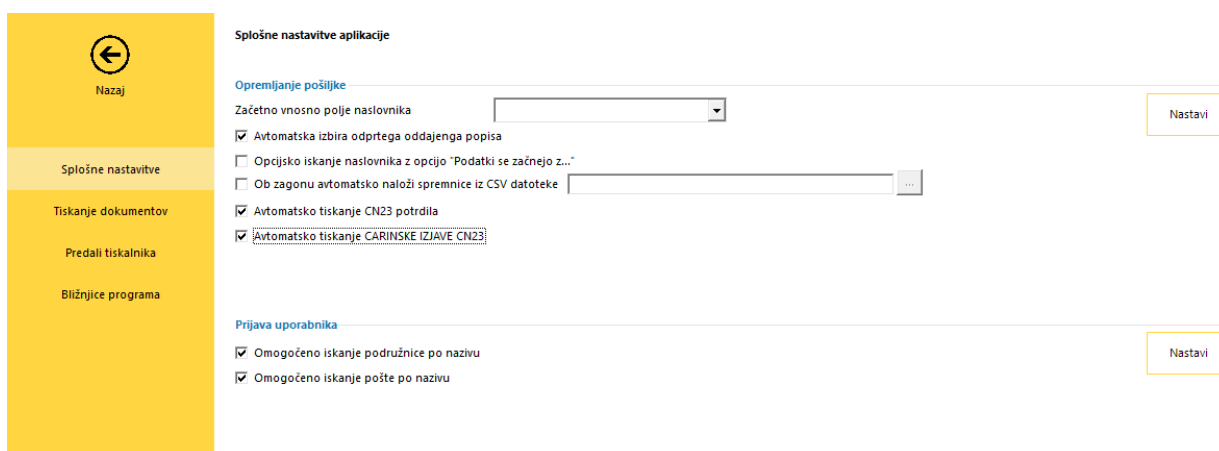 Splošne nastavitve aplikacije
Nazaj
Splošne nastavitve
Tiskanje dokumentov
Predali tiskalnika
Bližnjice programa
Opremljanje pošiljke
Začetno vnosno polje naslovnika
Nastavi
Avtomatska izbira odprtega oddajenga popisa
Opcijsko iskanje naslovnika z opcijo "Podatki se začnejo z..."
Ob zagonu avtomatsko naloži spremnice iz CSV datoteke ...
Avtomatsko tiskanje CN23 potrdila
Avtomatsko tiskanje CARINSKE IZJAVE CN23
Prijava uporabnika
Omogočeno iskanje podružnice po nazivu
Nastavi
Omogočeno iskanje pošte po nazivu